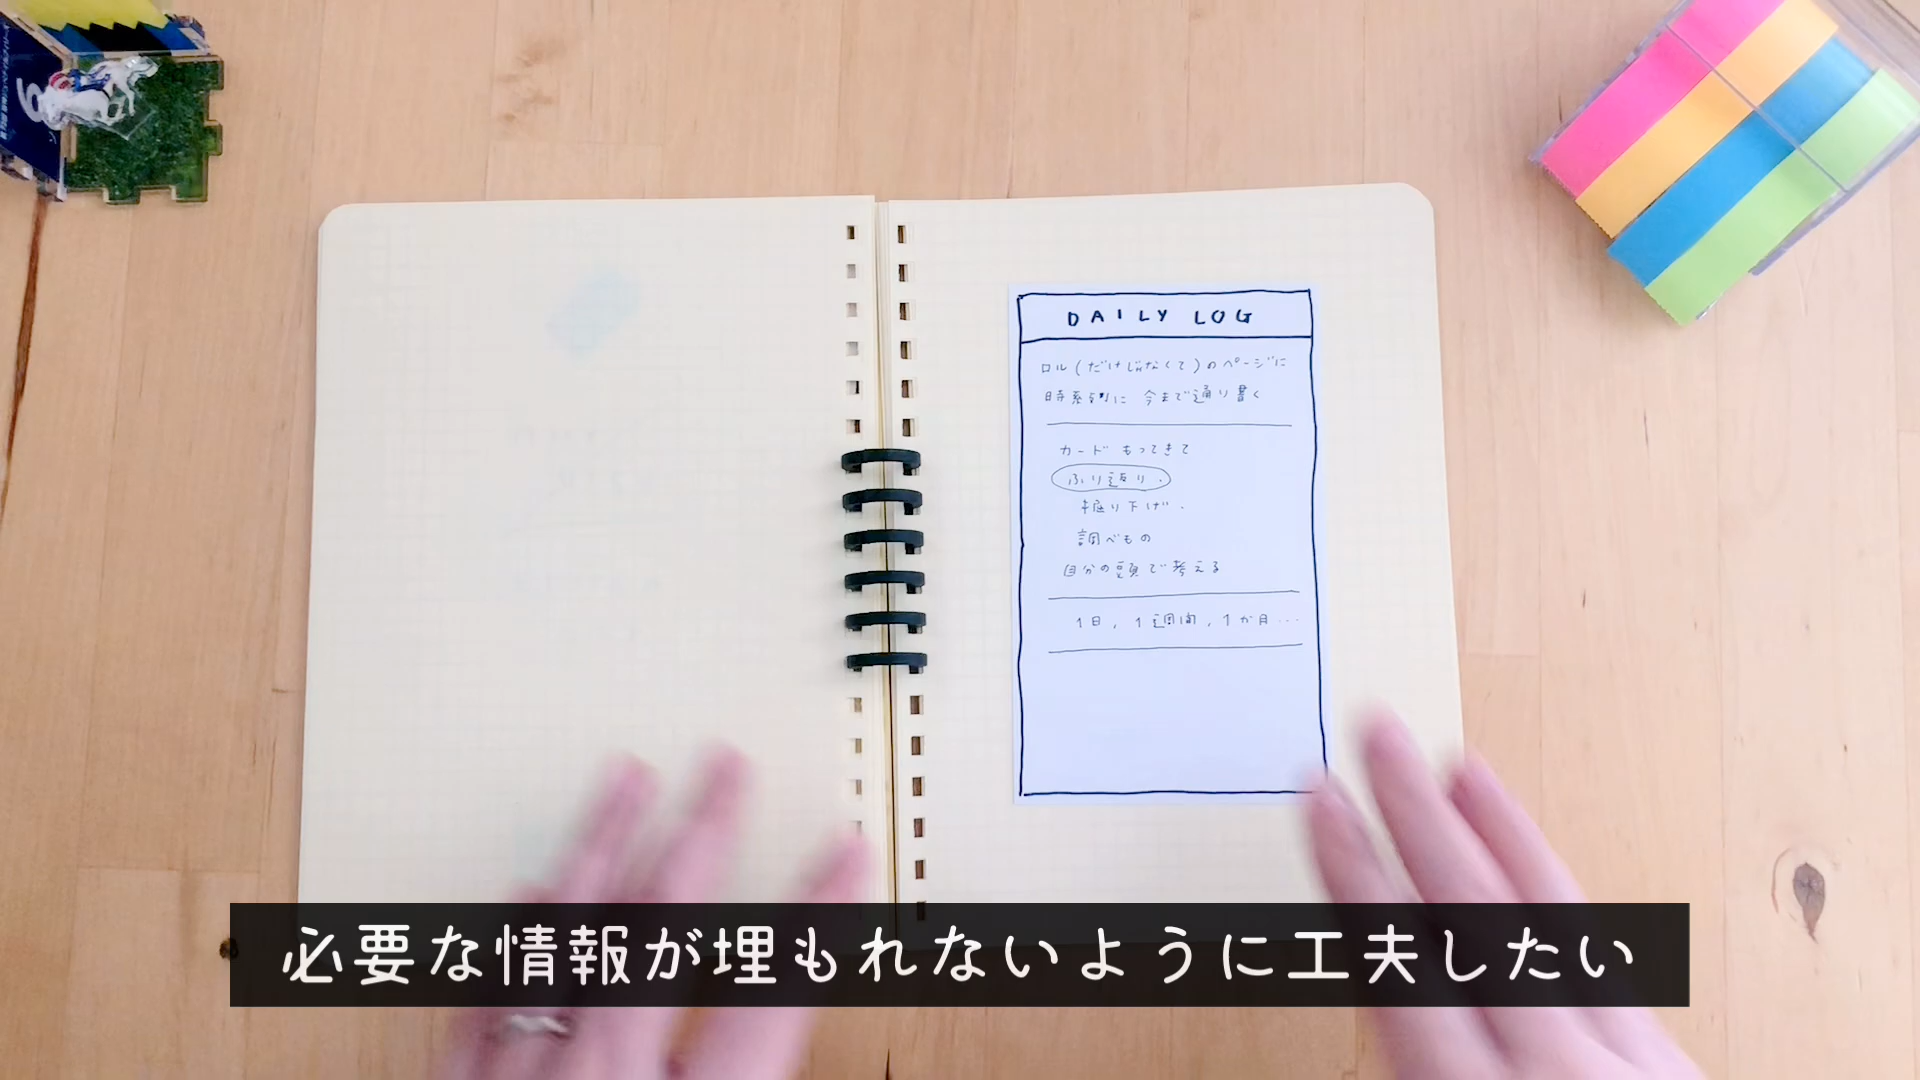 DAILY LOG
ロル(だけじゃなくて)のページに
時系列に 今まで通り書く
カード もってきて
ふり返り.
掘り下げ.
調べもの
自分の頭で考える
1日, 1週間, 1か月...
必要な情報が埋もれないように工夫したい